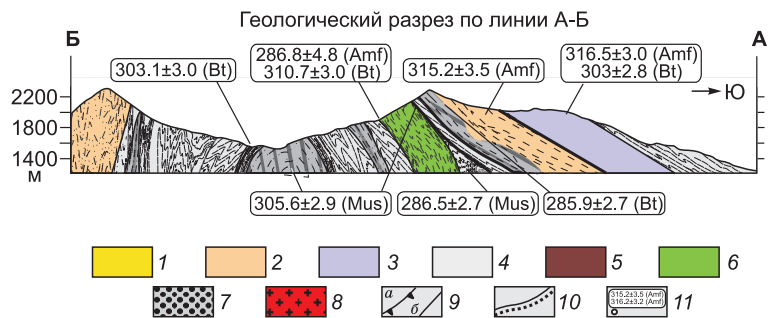 Геологический разрез по линии А-Б
Б
А
303.1±3.0 (Bt)
286.8±4.8 (Amf)
310.7±3.0 (Bt)
315.2±3.5 (Amf)
316.5±3.0 (Amf)
303±2.8 (Bt)
Ю
2200
1800
1400
м
305.6±2.9 (Mus)
286.5±2.7 (Mus)
285.9±2.7 (Bt)
1
2
3
4
5
6
7
8
а
б
9
10
315.2±3.5 (Amf)
316.2±3.2 (Amf)
11